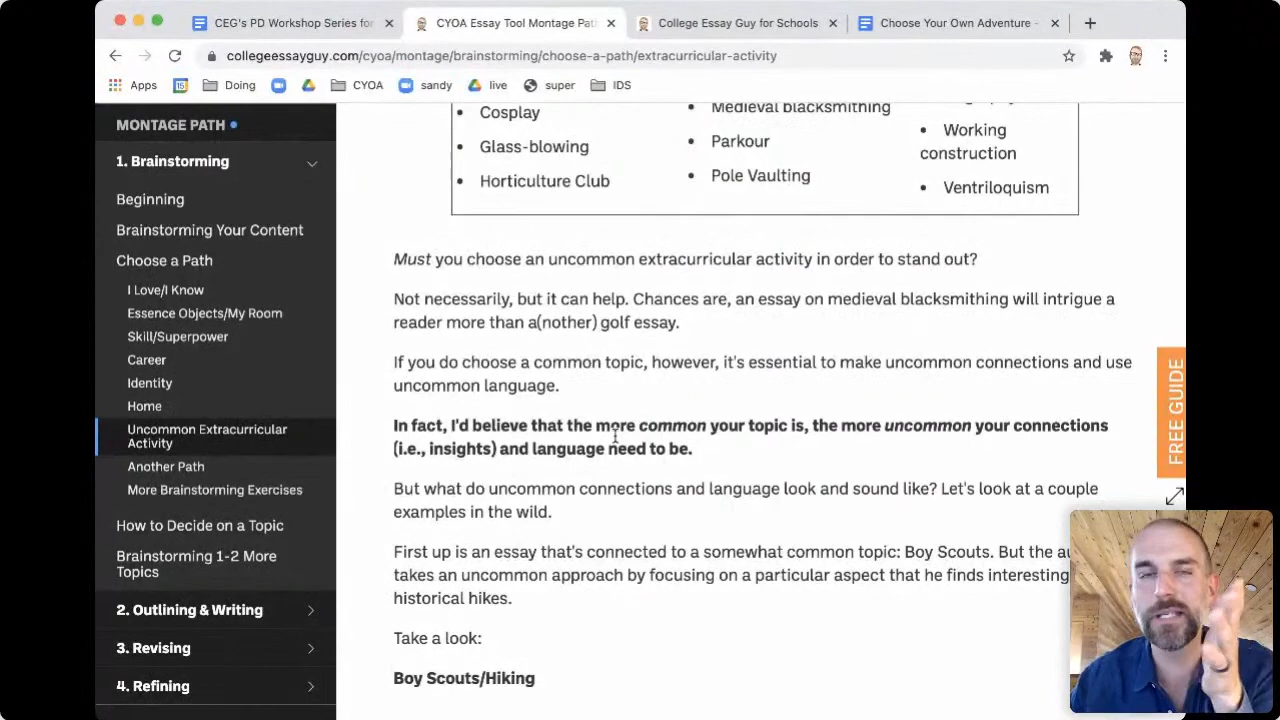 CEG's PD Workshop Series for
CYOA Essay Tool Montage Pat
College Essay Guy for Schools
Choose Your Own Adventure -
collegeessayguy.com/cyoa/montage/brainstorming/choose-a-path/extracurricular-activity
Apps
15
Doing
CYOA
sandy
live
super
IDS
MONTAGE PATH
1. Brainstorming
Beginning
Brainstorming Your Content
Choose a Path
I Love/I Know
Essence Objects/My Room
Skill/Superpower
Career
Identity
Home
Uncommon Extracurricular
Activity
Another Path
More Brainstorming Exercises
How to Decide on a Topic
Brainstorming 1-2 More
Topics
2. Outlining & Writing
3. Revising
4. Refining
• Cosplay
• Glass-blowing
• Horticulture Club
• Medieval blacksmithing
• Parkour
• Pole Vaulting
• Working
construction
• Ventriloquism
Must you choose an uncommon extracurricular activity in order to stand out?
Not necessarily, but it can help. Chances are, an essay on medieval blacksmithing will intrigue a
reader more than a(nother) golf essay.
If you do choose a common topic, however, it's essential to make uncommon connections and use
uncommon language.
In fact, I'd believe that the more common your topic is, the more uncommon your connections
(i.e., insights) and language need to be.
But what do uncommon connections and language look and sound like? Let's look at a couple
examples in the wild.
First up is an essay that's connected to a somewhat common topic: Boy Scouts. But the au
takes an uncommon approach by focusing on a particular aspect that he finds interesting
historical hikes.
Take a look:
Boy Scouts/Hiking
FREE GUIDE